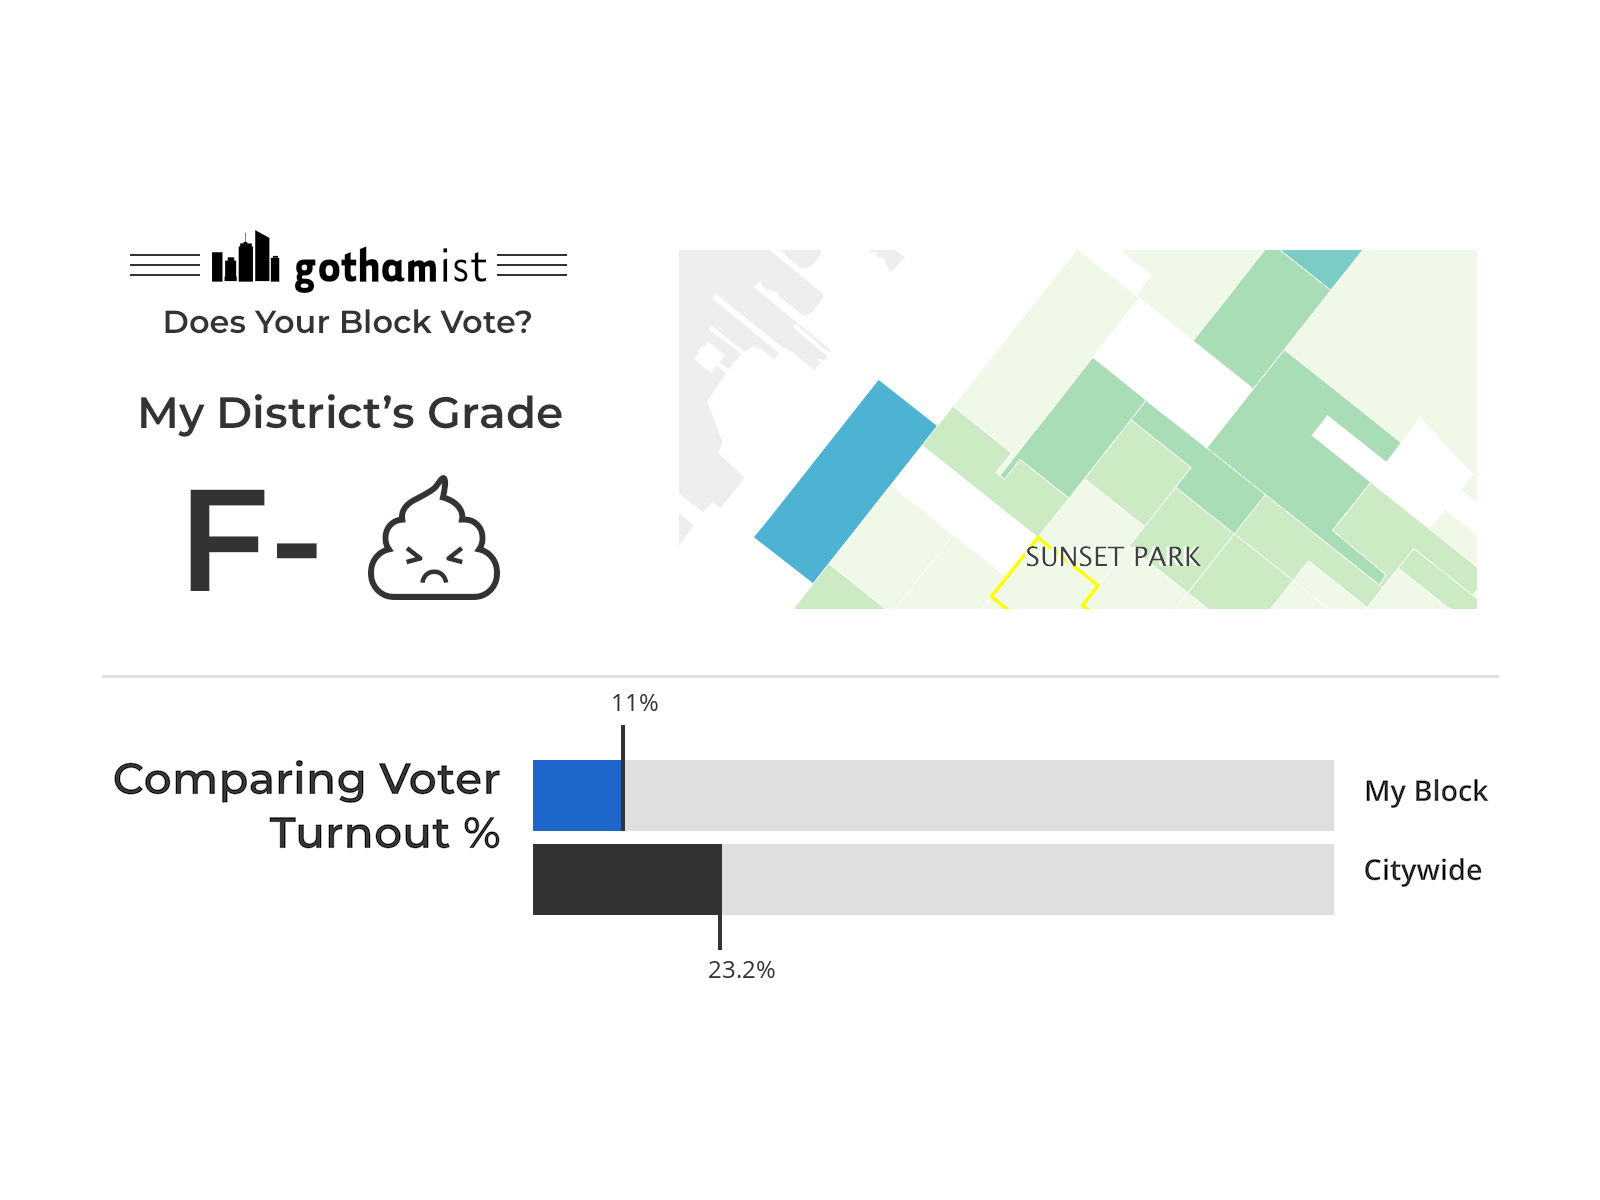 gothamist
Does Your Block Vote?
My District’s Grade
F-
SUNSET PARK
11%
Comparing Voter
Turnout %
My Block
Citywide
23.2%